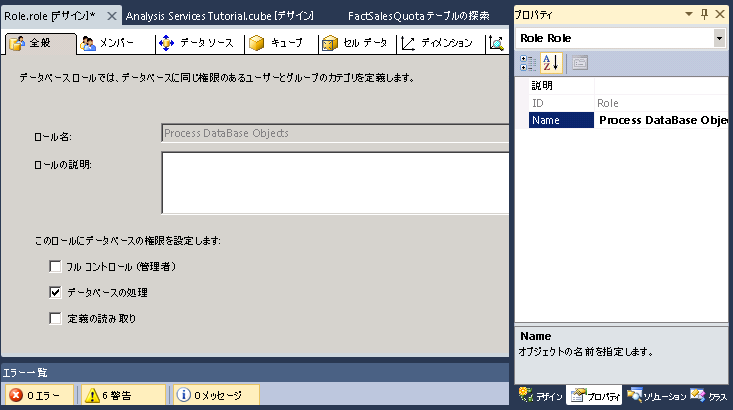 Role.role [デザイン]* Analysis Services Tutorial.cube [デザイン] FactSalesQuota テーブルの探索
全般 メンバー データ ソース キューブ セル データ ディメンション
データベース ロールでは、データベースに同じ権限のあるユーザーとグループのカテゴリを定義します。
ロール名: Process DataBase Objects
ロールの説明:
このロールにデータベースの権限を設定します:
フル コントロール (管理者)
データベースの処理
定義の読み取り
エラー一覧
0 エラー 6 警告 0 メッセージ
プロパティ
Role Role
説明
ID Role
Name Process DataBase Objec
Name
オブジェクトの名前を指定します。
デザイン プロパティ ソリューション クラス